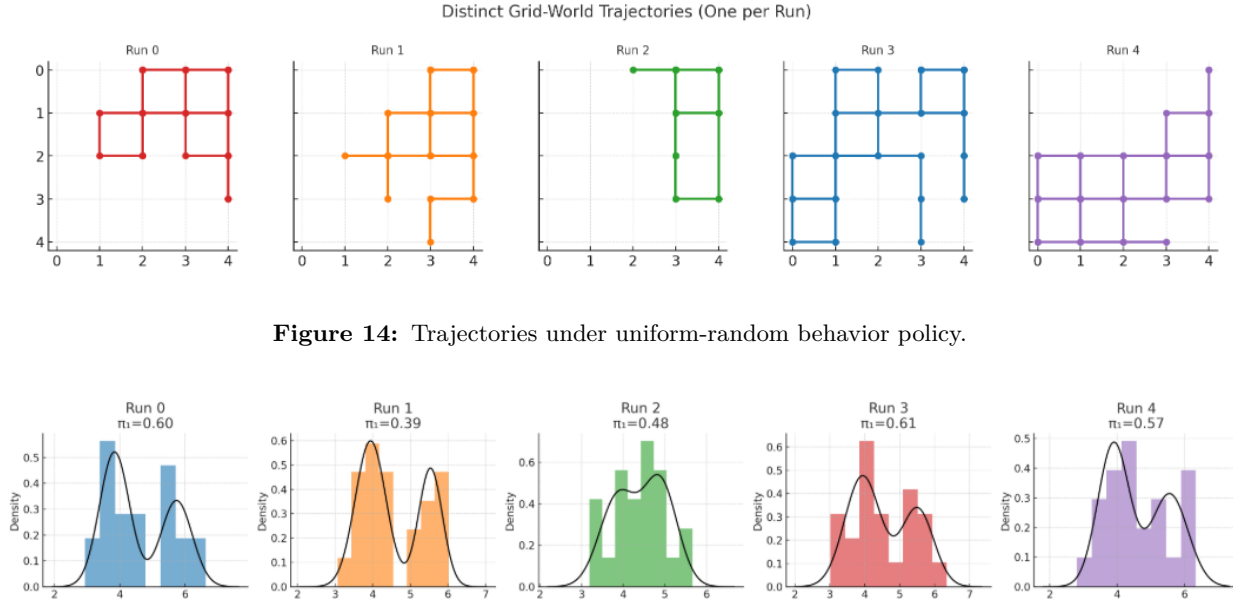 Distinct Grid-World Trajectories (One per Run)
Run 0 Run 1 Run 2 Run 3 Run 4
0
1
2
3
4
0 1 2 3 4 0 1 2 3 4 0 1 2 3 4 0 1 2 3 4 0 1 2 3 4
Figure 14: Trajectories under uniform-random behavior policy.
Run 0 Run 1 Run 2 Run 3 Run 4
π₁=0.60 π₁=0.39 π₁=0.48 π₁=0.61 π₁=0.57
Density Density Density Density Density
0.5 0.6 0.6 0.6 0.5
0.4 0.5 0.4 0.5 0.4
0.3 0.4 0.2 0.4 0.3
0.2 0.3 0.0 0.3 0.2
0.1 0.2 0.2 0.1
0.0 0.1 0.1 0.0
0.0 0.0
2 4 6 2 3 4 5 6 7 2 3 4 5 6 7 2 3 4 5 6 7 2 4 6